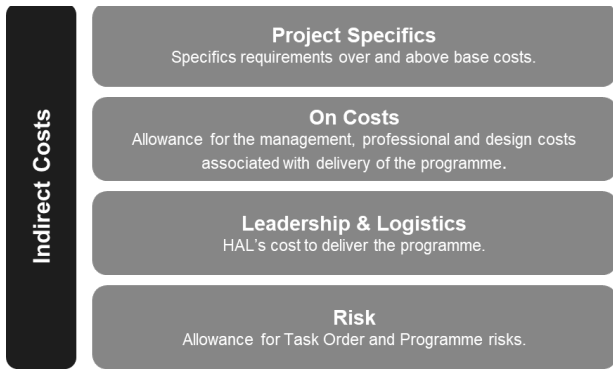 Indirect Costs
Project Specifics
Specifics requirements over and above base costs.
On Costs
Allowance for the management, professional and design costs
associated with delivery of the programme.
Leadership & Logistics
HAL's cost to deliver the programme.
Risk
Allowance for Task Order and Programme risks.